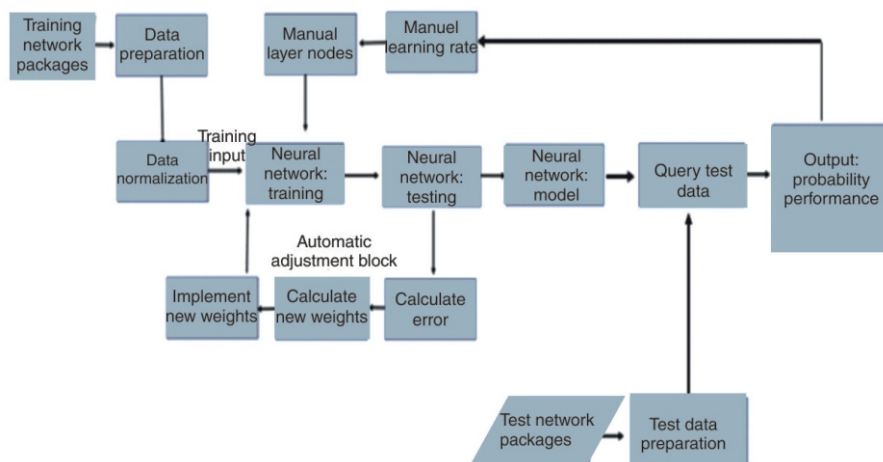 Training
network
packages
Data
preparation
Manual
layer nodes
Manuel
learning rate
Data
normalization
Training
input
Neural
network:
training
Neural
network:
testing
Neural
network:
model
Query test
data
Output:
probability
performance
Automatic
adjustment block
Implement
new weights
Calculate
new weights
Calculate
error
Test network
packages
Test data
preparation